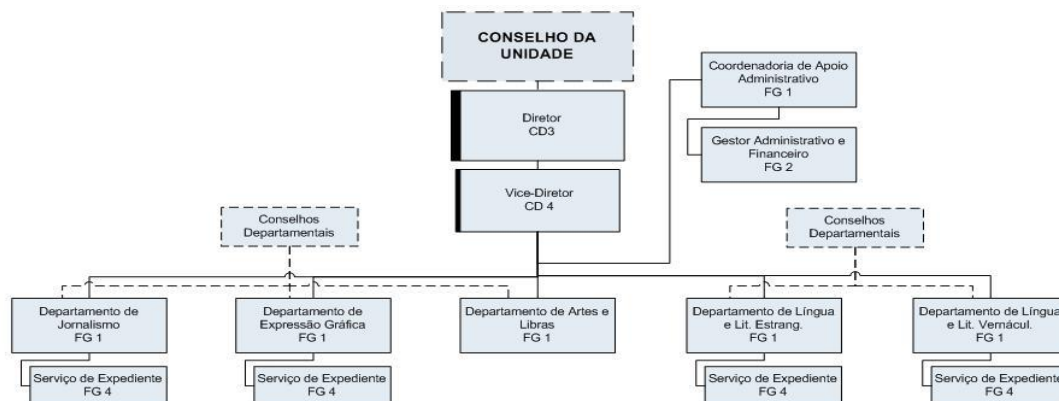 CONSELHO DA
UNIDADE
Diretor
CD3
Vice-Diretor
CD 4
Coordenadoria de Apoio
Administrativo
FG 1
Gestor Administrativo e
Financeiro
FG 2
Conselhos
Departamentais
Conselhos
Departamentais
Departamento de
Jornalismo
FG 1
Departamento de
Expressão Gráfica
FG 1
Departamento de Artes e
Libras
FG 1
Departamento de Língua
e Lit. Estrang.
FG 1
Departamento de Língua
e Lit. Vernácul.
FG 1
Serviço de Expediente
FG 4
Serviço de Expediente
FG 4
Serviço de Expediente
FG 4
Serviço de Expediente
FG 4